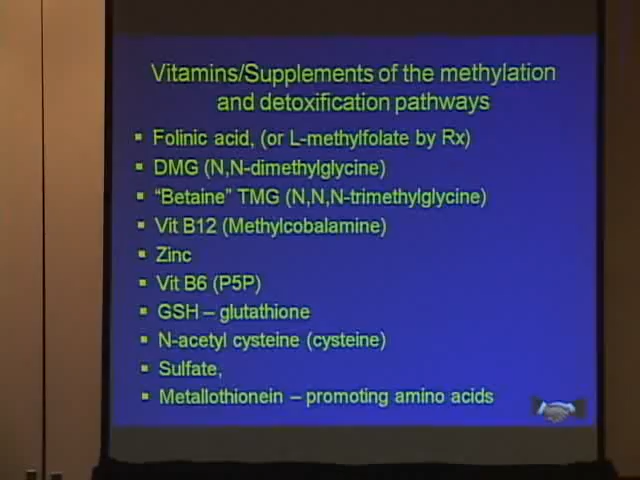 Vitamins/Supplements of the methylation
and detoxification pathways
Folinic acid, (or L-methylfolate by Rx)
DMG (N,N-dimethylglycine)
“Betaine” TMG (N,N,N-trimethylglycine)
Vit B12 (Methylcobalamine)
Zinc
Vit B6 (P5P)
GSH – glutathione
N-acetyl cysteine (cysteine)
Sulfate,
Metallothionein – promoting amino acids